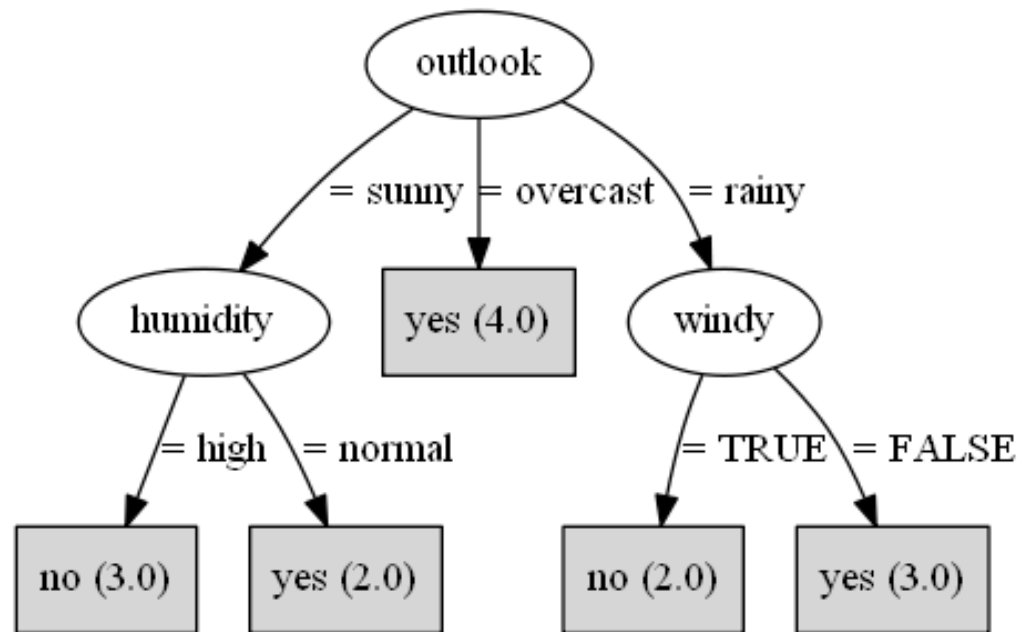 outlook
= sunny
= overcast
= rainy
humidity
yes (4.0)
windy
= high
= normal
= TRUE
= FALSE
no (3.0)
yes (2.0)
no (2.0)
yes (3.0)